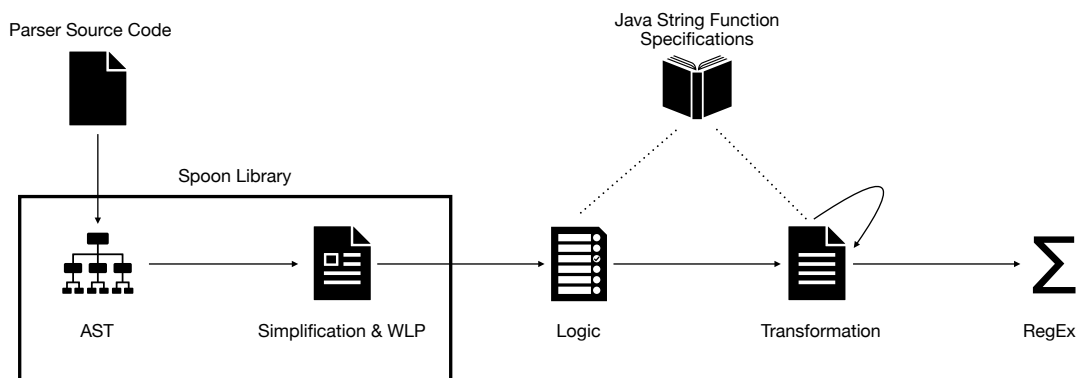 Parser Source Code
Java String Function
Specifications
Spoon Library
AST
Simplification & WLP
Logic
Transformation
RegEx